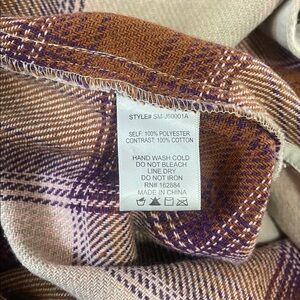 STYLE# SM-J60001A
SELF: 100% POLYESTER
CONTRAST: 100% COTTON
HAND WASH COLD
DO NOT BLEACH
LINE DRY
DO NOT IRON
RN# 162884
MADE IN CHINA